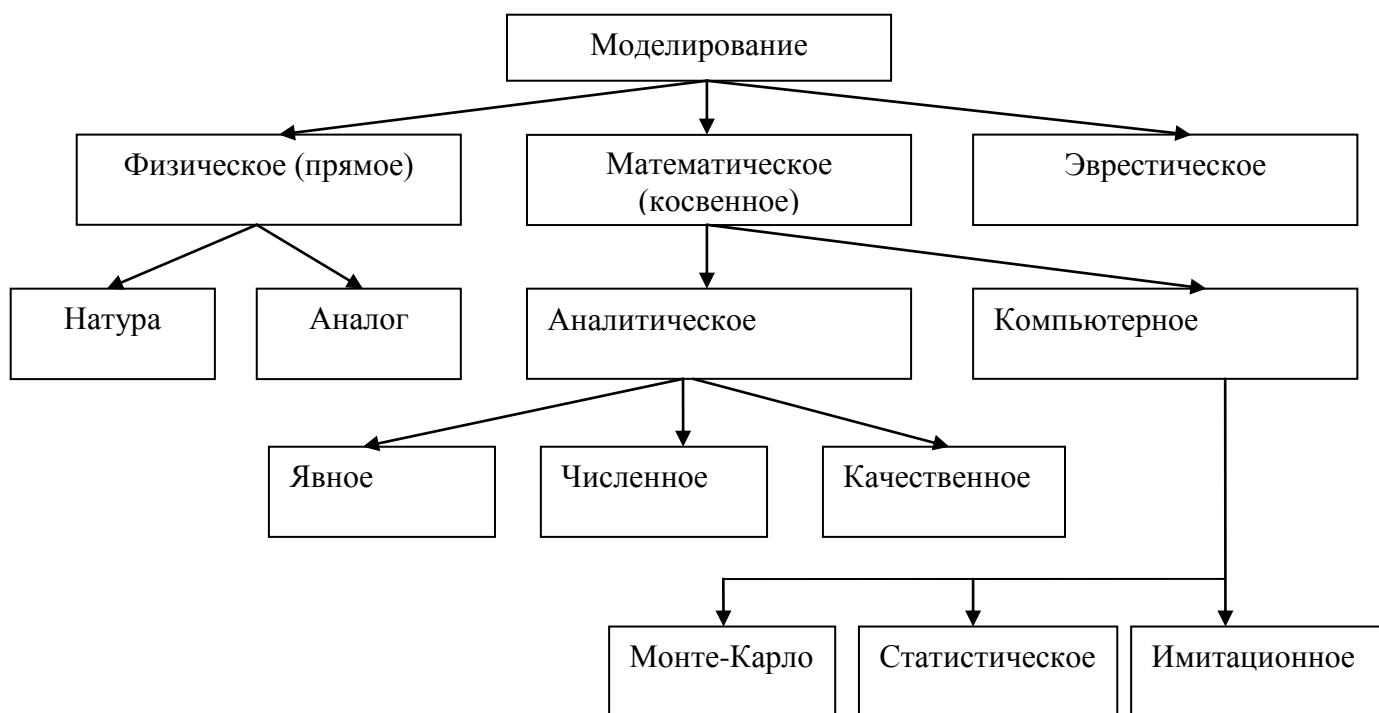 Моделирование
Физическое (прямое)
Математическое
(косвенное)
Эврестическое
Натура
Аналог
Аналитическое
Компьютерное
Явное
Численное
Качественное
Монте-Карло
Статистическое
Имитационное